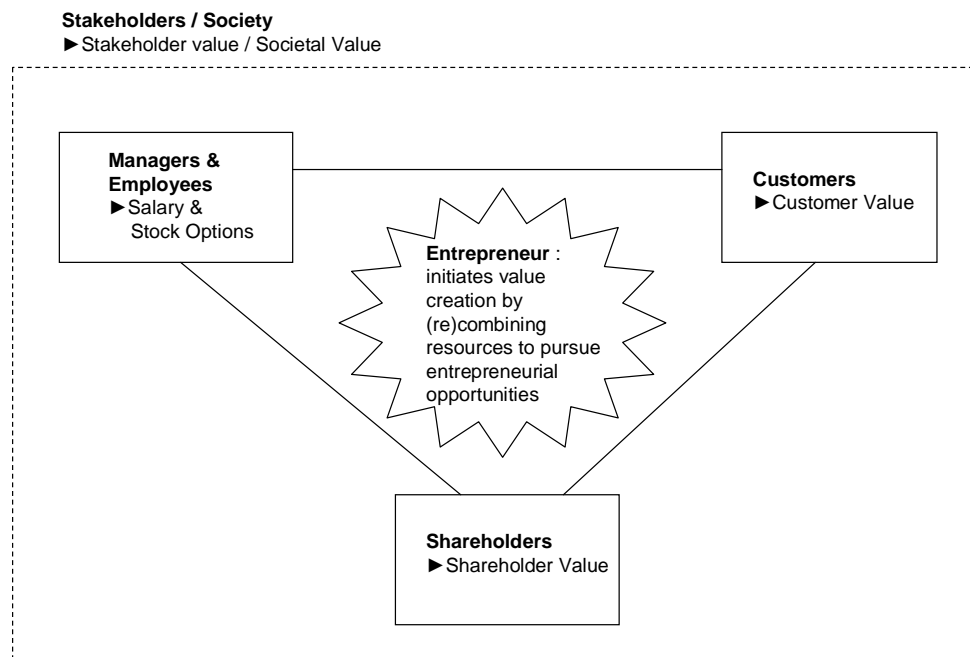 Stakeholders / Society
►Stakeholder value / Societal Value
Managers &
Employees
►Salary &
Stock Options
Customers
►Customer Value
Entrepreneur :
initiates value
creation by
(re)combining
resources to pursue
entrepreneurial
opportunities
Shareholders
►Shareholder Value